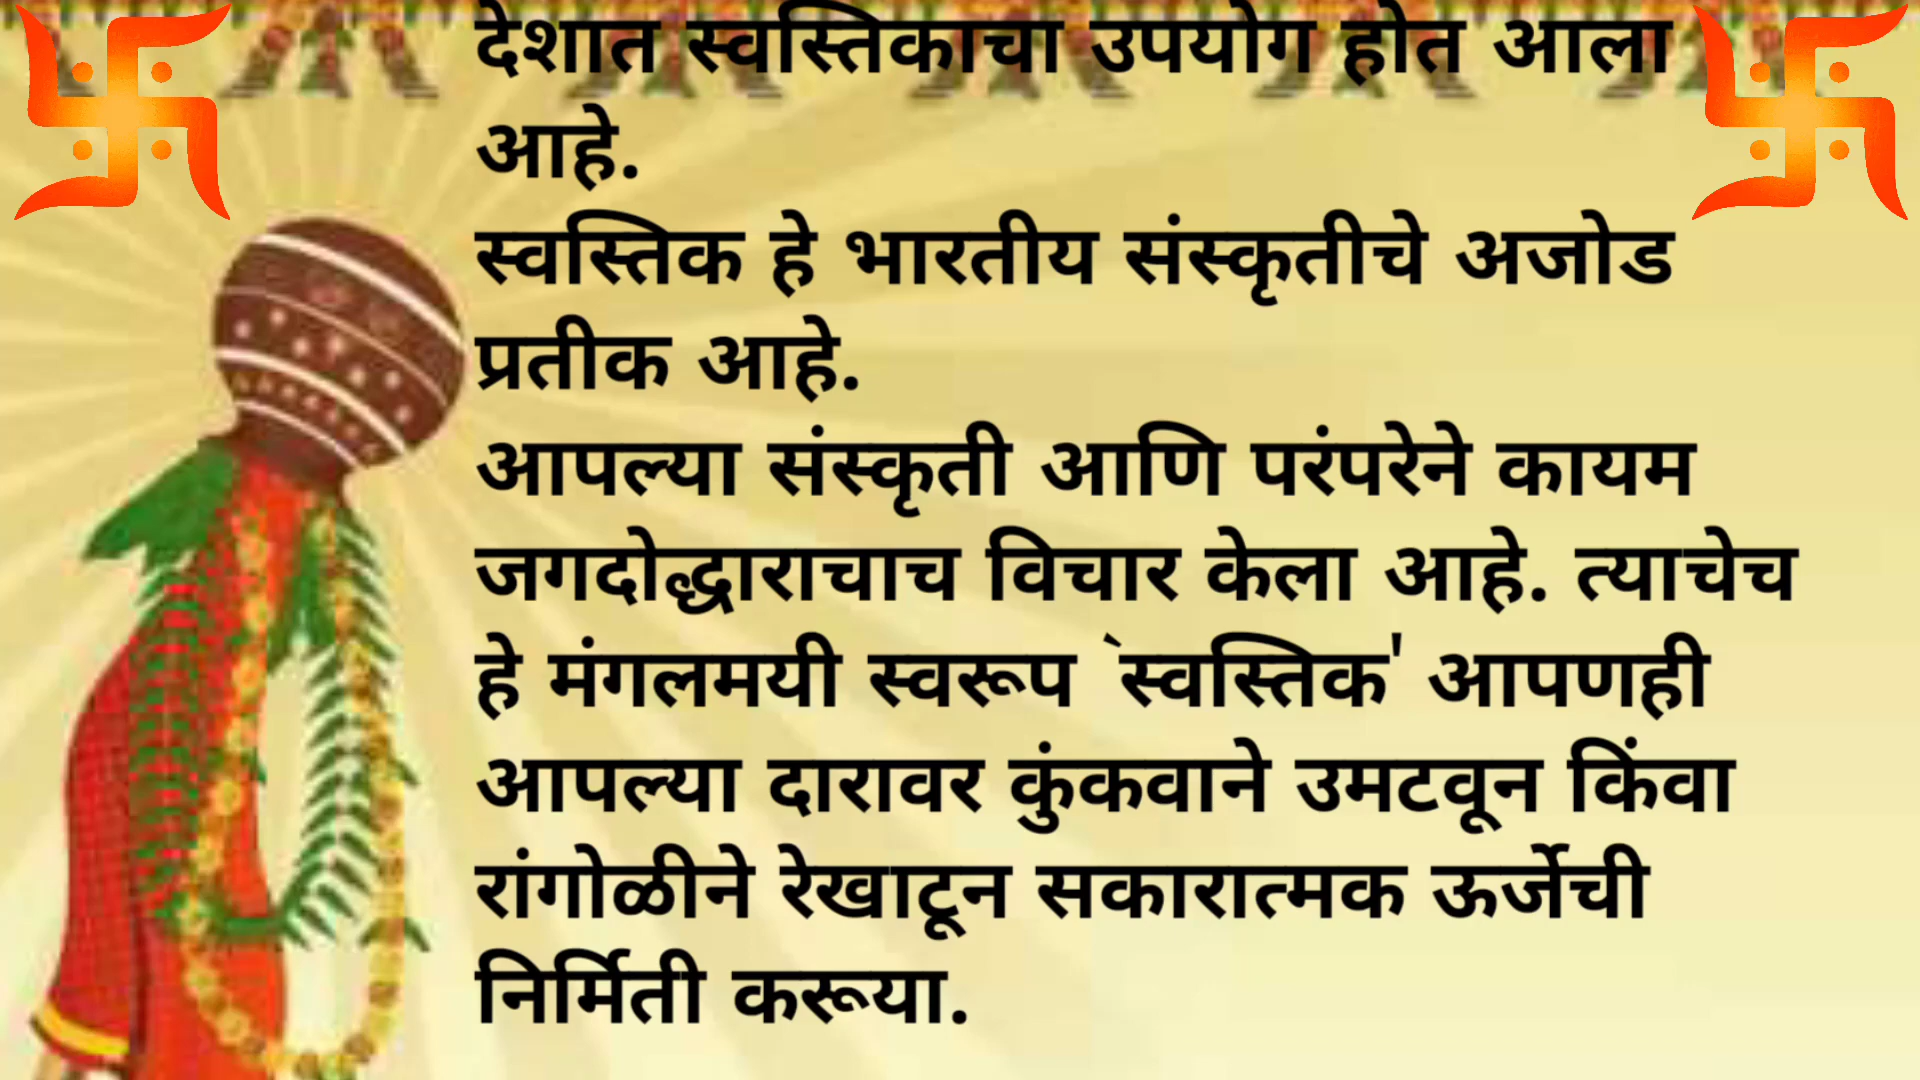 देशात स्वस्तिकाचा उपयोग होत आला
आहे.
स्वस्तिक हे भारतीय संस्कृतीचे अजोड
प्रतीक आहे.
आपल्या संस्कृती आणि परंपरेने कायम
जगदोद्धाराचाच विचार केला आहे. त्याचेच
हे मंगलमयी स्वरूप `स्वस्तिक' आपणही
आपल्या दारावर कुंकवाने उमटवून किंवा
रांगोळीने रेखाटून सकारात्मक ऊर्जेची
निर्मिती करूया.